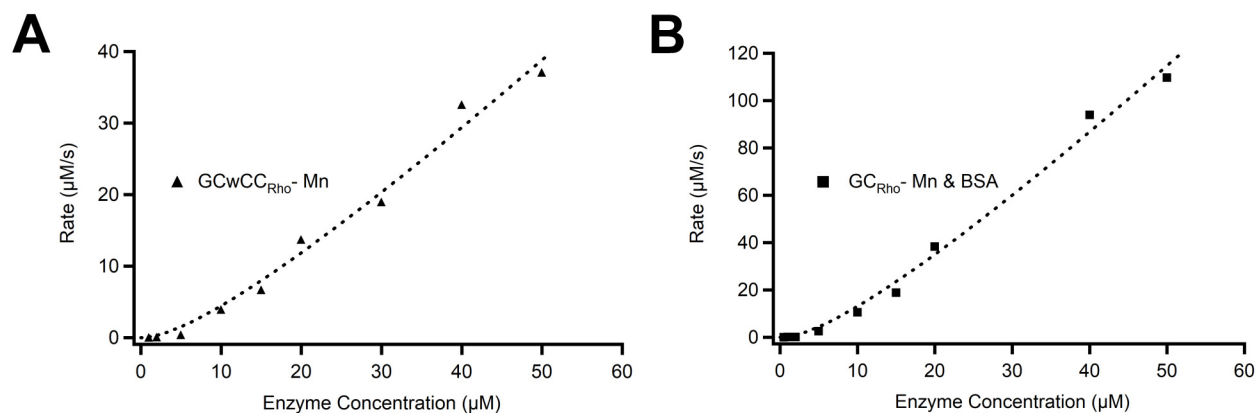 A
40
30
20
10
0
Rate (µM/s)
GCwCC_Rho- Mn
0 10 20 30 40 50 60
Enzyme Concentration (µM)
B
120
100
80
60
40
20
0
Rate (µM/s)
GC_Rho- Mn & BSA
0 10 20 30 40 50 60
Enzyme Concentration (µM)